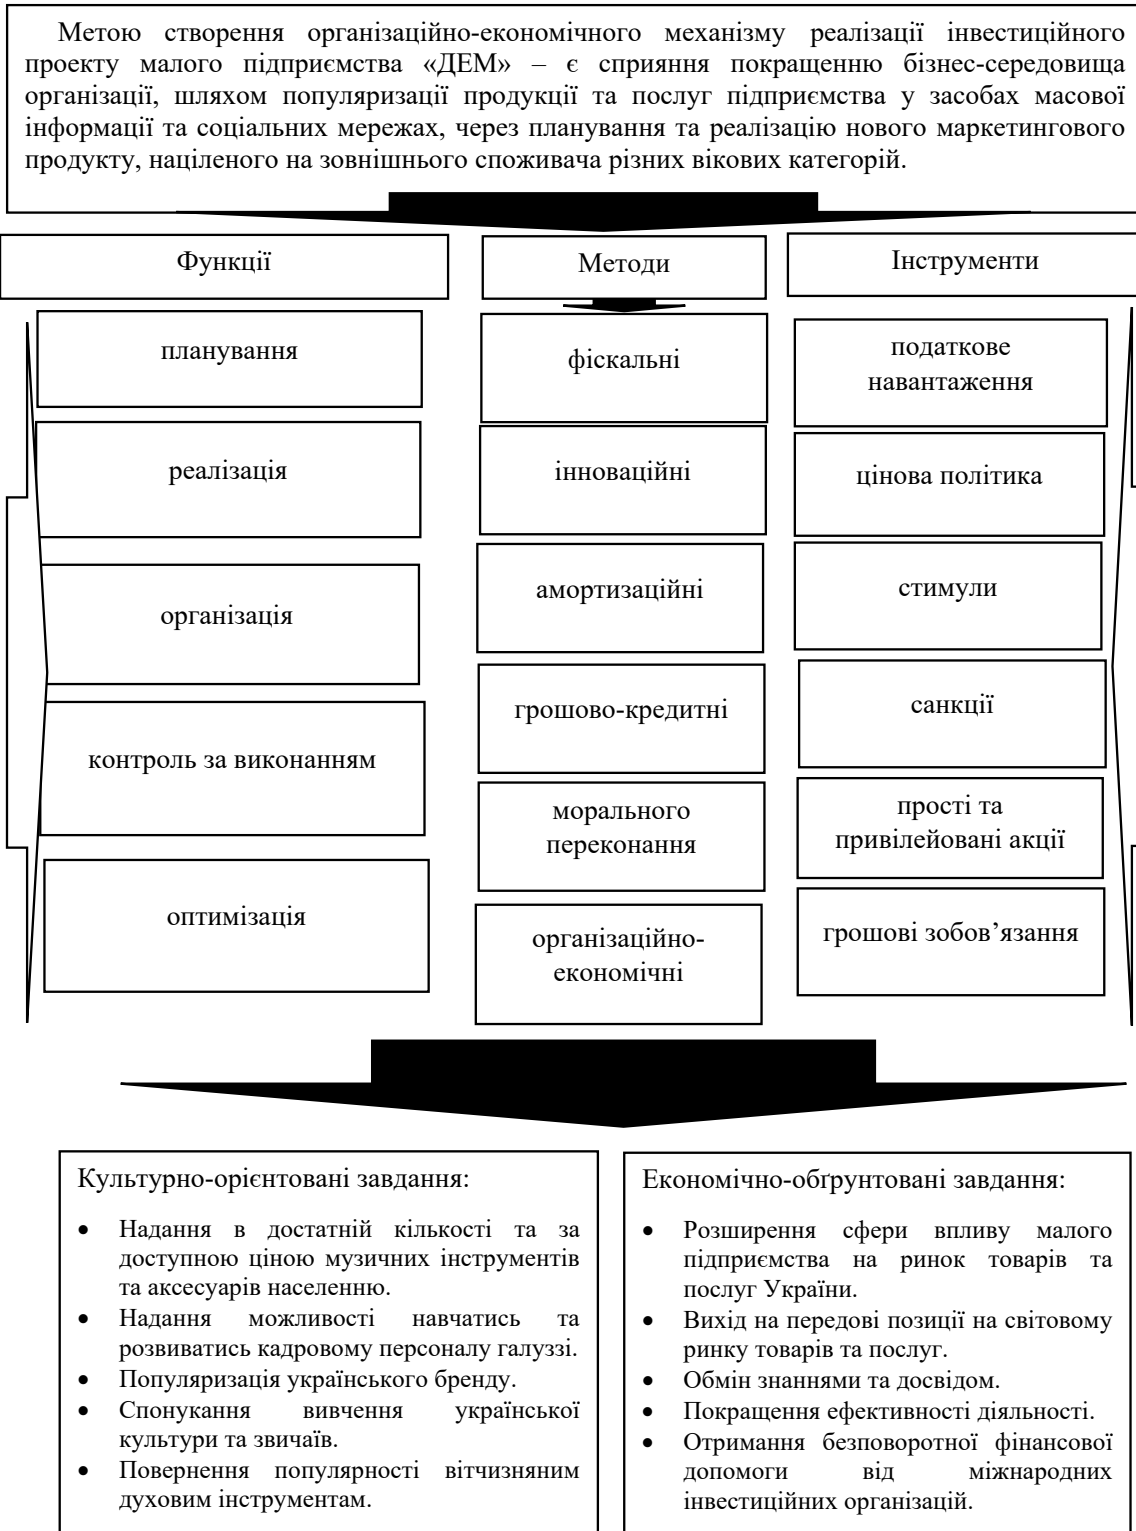 Метою створення організаційно-економічного механізму реалізації інвестиційного
проекту малого підприємства «ДЕМ» – є сприяння покращенню бізнес-середовища
організації, шляхом популяризації продукції та послуг підприємства у засобах масової
інформації та соціальних мережах, через планування та реалізацію нового маркетингового
продукту, націленого на зовнішнього споживача різних вікових категорій.
Функції
Методи
Інструменти
планування
реалізація
організація
контроль за виконанням
оптимізація
фіскальні
інноваційні
амортизаційні
грошово-кредитні
морального
переконання
організаційно-
економічні
податкове
навантаження
цінова політика
стимули
санкції
прості та
привілейовані акції
грошові зобов’язання
Культурно-орієнтовані завдання:
• Надання в достатній кількості та за
доступною ціною музичних інструментів
та аксесуарів населенню.
• Надання можливості навчатись та
розвиватись кадровому персоналу галуззі.
• Популяризація українського бренду.
• Спонукання вивчення української
культури та звичаїв.
• Повернення популярності вітчизняним
духовим інструментам.
Економічно-обґрунтовані завдання:
• Розширення сфери впливу малого
підприємства на ринок товарів та
послуг України.
• Вихід на передові позиції на світовому
ринку товарів та послуг.
• Обмін знаннями та досвідом.
• Покращення ефективності діяльності.
• Отримання безповоротної фінансової
допомоги від міжнародних
інвестиційних організацій.